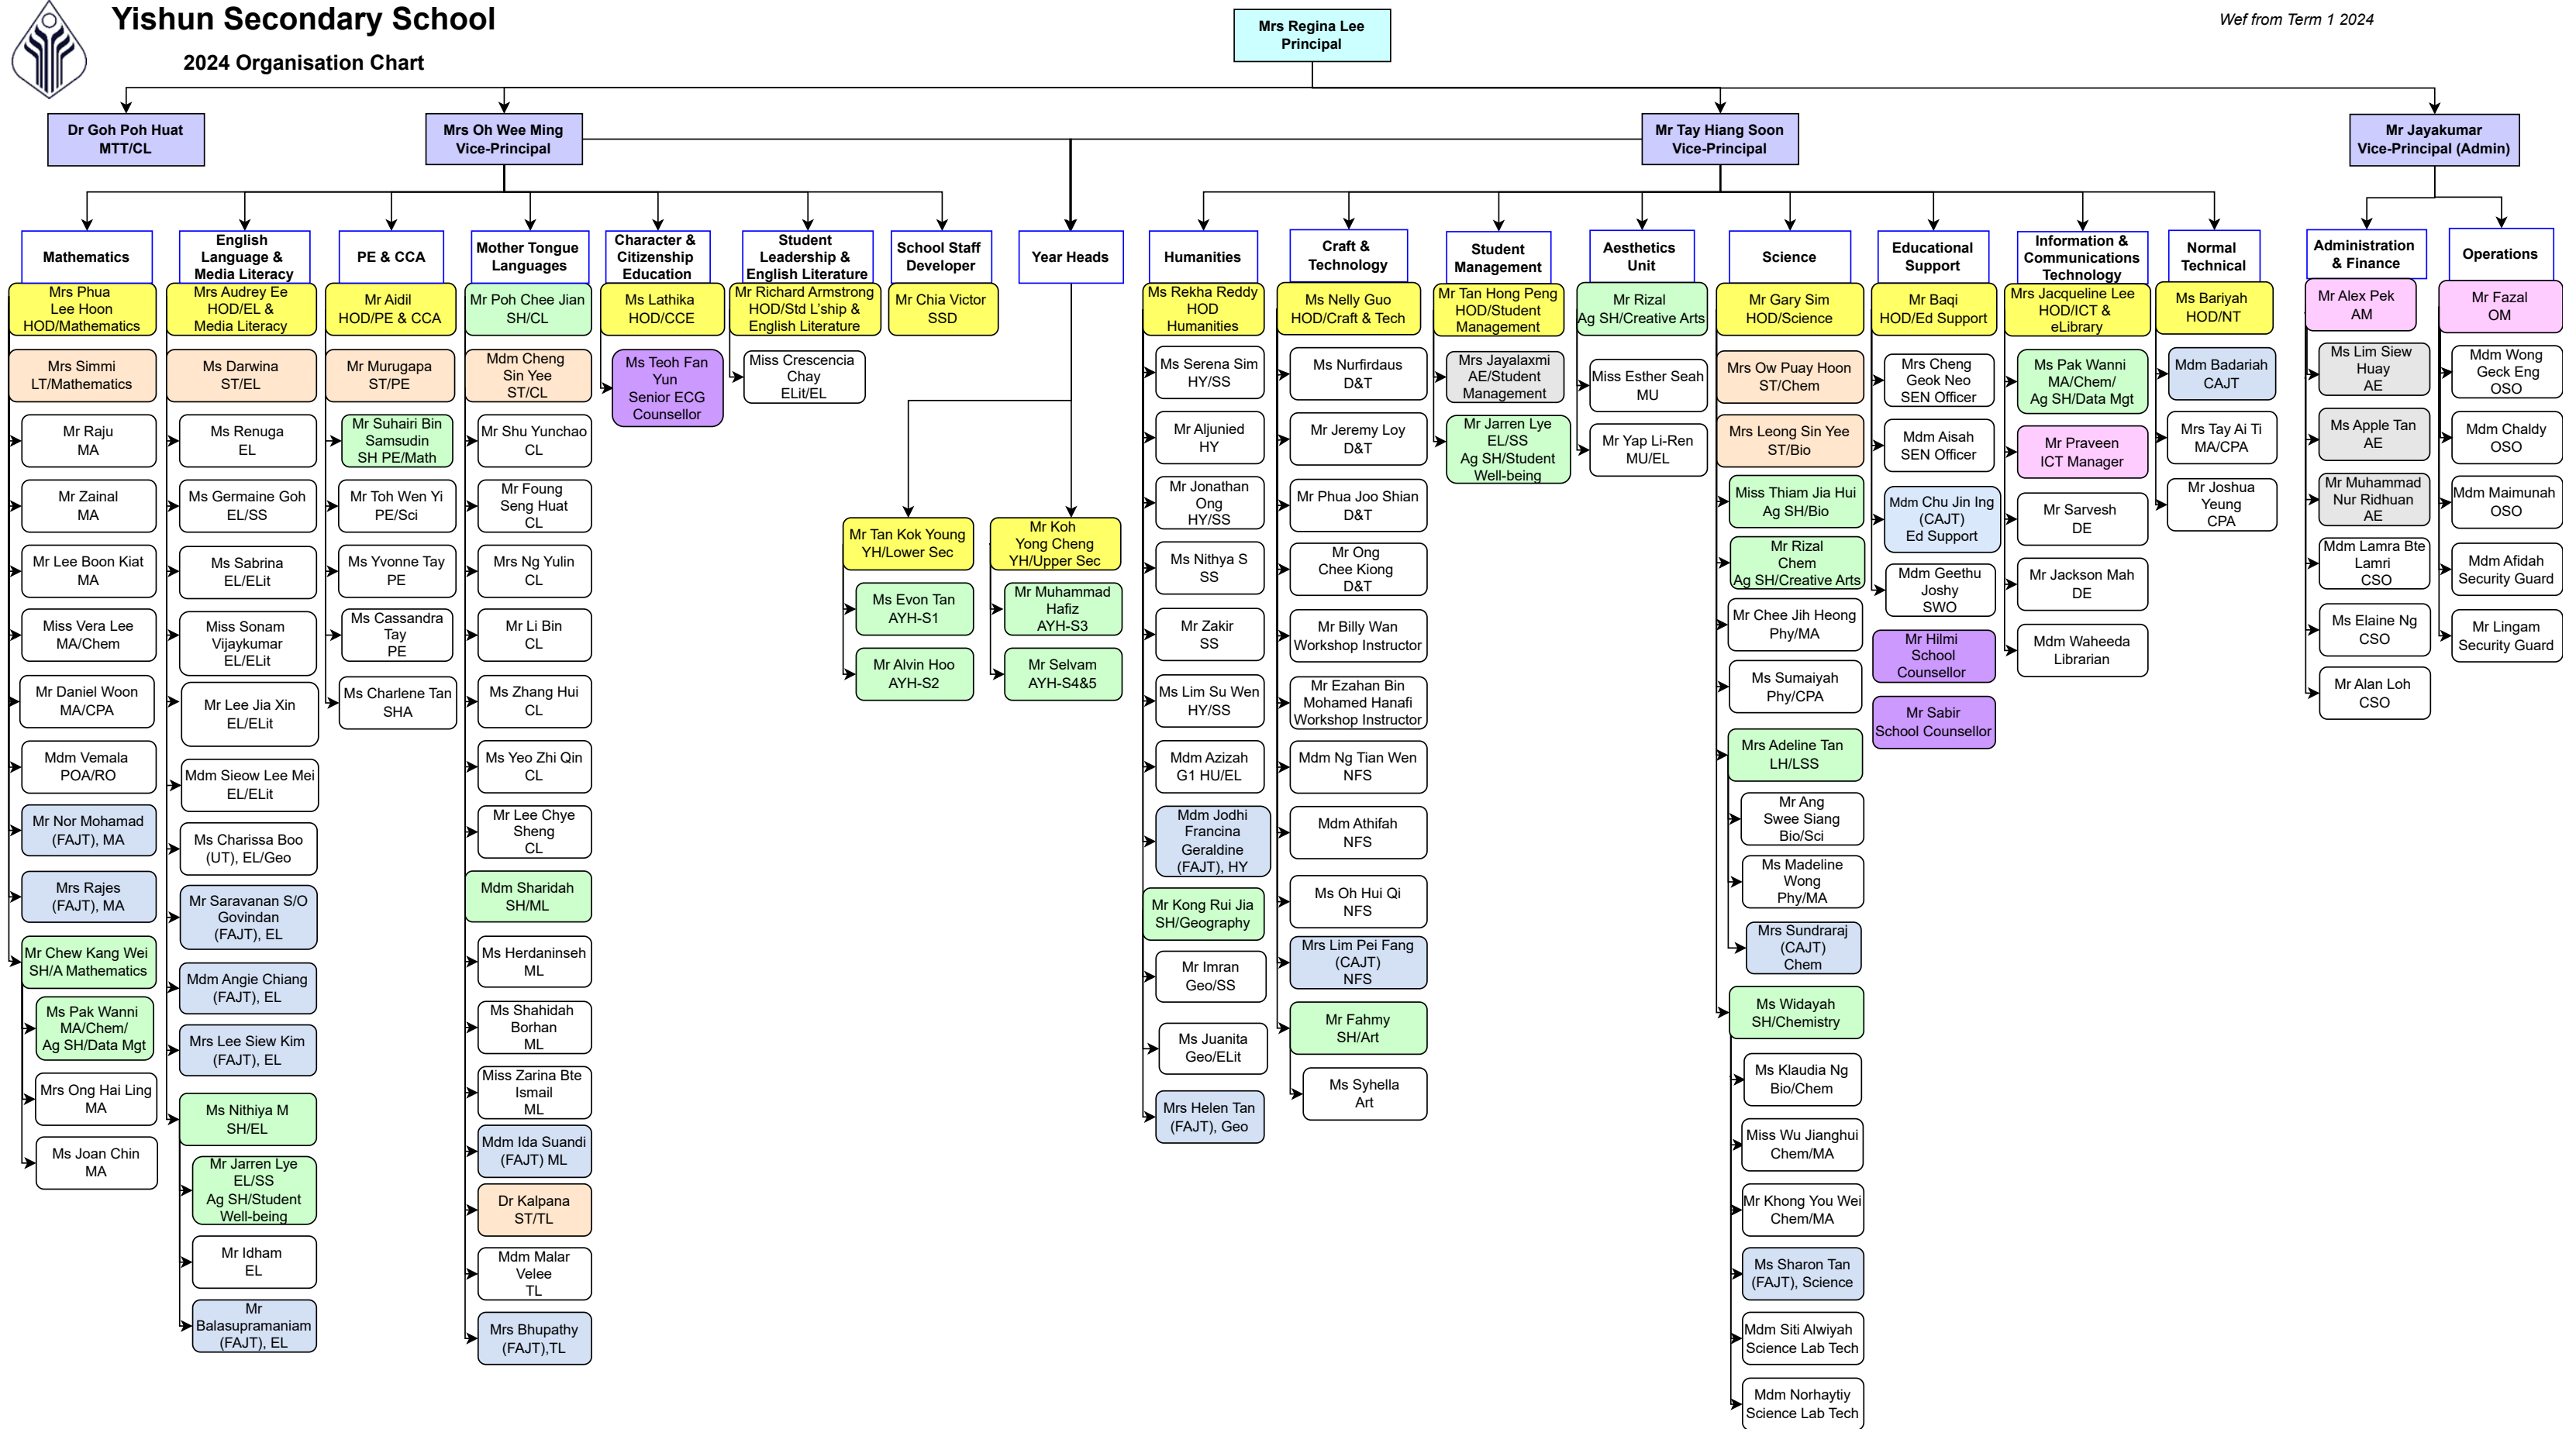 Yishun Secondary School
2024 Organisation Chart
Wef from Term 1 2024
Mrs Regina Lee
Principal
Dr Goh Poh Huat
MTT/CL
Mrs Oh Wee Ming
Vice-Principal
Mr Tay Hiang Soon
Vice-Principal
Mr Jayakumar
Vice-Principal (Admin)
Mathematics
Mrs Phua
Lee Hoon
HOD/Mathematics
Mrs Simmi
LT/Mathematics
Mr Raju
MA
Mr Zainal
MA
Mr Lee Boon Kiat
MA
Miss Vera Lee
MA/Chem
Mr Daniel Woon
MA/CPA
Mdm Vemala
POA/RO
Mr Nor Mohamad
(FAJT), MA
Mrs Rajes
(FAJT), MA
Mr Chew Kang Wei
SH/A Mathematics
Ms Pak Wanni
MA/Chem/
Ag SH/Data Mgt
Mrs Ong Hai Ling
MA
Ms Joan Chin
MA
English
Language &
Media Literacy
Mrs Audrey Ee
HOD/EL &
Media Literacy
Ms Darwina
ST/EL
Ms Renuga
EL
Ms Germaine Goh
EL/SS
Ms Sabrina
EL/ELit
Miss Sonam
Vijaykumar
EL/ELit
Mr Lee Jia Xin
EL/ELit
Mdm Sieow Lee Mei
EL/ELit
Ms Charissa Boo
(UT), EL/Geo
Mr Saravanan S/O
Govindan
(FAJT), EL
Mdm Angie Chiang
(FAJT), EL
Mrs Lee Siew Kim
(FAJT), EL
Ms Nithiya M
SH/EL
Mr Jarren Lye
EL/SS
Ag SH/Student
Well-being
Mr Idham
EL
Mr
Balasupramaniam
(FAJT), EL
PE & CCA
Mr Aidil
HOD/PE & CCA
Mr Murugapa
ST/PE
Mr Suhairi Bin
Samsudin
SH PE/Math
Mr Toh Wen Yi
PE/Sci
Ms Yvonne Tay
PE
Ms Cassandra
Tay
PE
Ms Charlene Tan
SHA
Mother Tongue
Languages
Mr Poh Chee Jian
SH/CL
Mdm Cheng
Sin Yee
ST/CL
Mr Shu Yunchao
CL
Mr Foung
Seng Huat
CL
Mrs Ng Yulin
CL
Mr Li Bin
CL
Ms Zhang Hui
CL
Ms Yeo Zhi Qin
CL
Mr Lee Chye
Sheng
CL
Mdm Sharidah
SH/ML
Ms Herdaninseh
ML
Ms Shahidah
Borhan
ML
Miss Zarina Bte
Ismail
ML
Mdm Ida Suandi
(FAJT) ML
Dr Kalpana
ST/TL
Mdm Malar
Velee
TL
Mrs Bhupathy
(FAJT),TL
Character &
Citizenship
Education
Ms Lathika
HOD/CCE
Ms Teoh Fan
Yun
Senior ECG
Counsellor
Student
Leadership &
English Literature
Mr Richard Armstrong
HOD/Std L'ship &
English Literature
Miss Crescencia
Chay
ELit/EL
School Staff
Developer
Mr Chia Victor
SSD
Year Heads
Mr Tan Kok Young
YH/Lower Sec
Ms Evon Tan
AYH-S1
Mr Alvin Hoo
AYH-S2
Mr Koh
Yong Cheng
YH/Upper Sec
Mr Muhammad
Hafiz
AYH-S3
Mr Selvam
AYH-S4&5
Humanities
Ms Rekha Reddy
HOD
Humanities
Ms Serena Sim
HY/SS
Mr Aljunied
HY
Mr Jonathan
Ong
HY/SS
Ms Nithya S
SS
Mr Zakir
SS
Ms Lim Su Wen
HY/SS
Mdm Azizah
G1 HU/EL
Mdm Jodhi
Francina
Geraldine
(FAJT), HY
Mr Kong Rui Jia
SH/Geography
Mr Imran
Geo/SS
Ms Juanita
Geo/ELit
Mrs Helen Tan
(FAJT), Geo
Craft &
Technology
Ms Nelly Guo
HOD/Craft & Tech
Ms Nurfirdaus
D&T
Mr Jeremy Loy
D&T
Mr Phua Joo Shian
D&T
Mr Ong
Chee Kiong
D&T
Mr Billy Wan
Workshop Instructor
Mr Ezahan Bin
Mohamed Hanafi
Workshop Instructor
Mdm Ng Tian Wen
NFS
Mdm Athifah
NFS
Ms Oh Hui Qi
NFS
Mrs Lim Pei Fang
(CAJT)
NFS
Mr Fahmy
SH/Art
Ms Syhella
Art
Student
Management
Mr Tan Hong Peng
HOD/Student
Management
Mrs Jayalaxmi
AE/Student
Management
Mr Jarren Lye
EL/SS
Ag SH/Student
Well-being
Aesthetics
Unit
Mr Rizal
Ag SH/Creative Arts
Miss Esther Seah
MU
Mr Yap Li-Ren
MU/EL
Science
Mr Gary Sim
HOD/Science
Mrs Ow Puay Hoon
ST/Chem
Mrs Leong Sin Yee
ST/Bio
Miss Thiam Jia Hui
Ag SH/Bio
Mr Rizal
Chem
Ag SH/Creative Arts
Mr Chee Jih Heong
Phy/MA
Ms Sumaiyah
Phy/CPA
Mrs Adeline Tan
LH/LSS
Mr Ang
Swee Siang
Bio/Sci
Ms Madeline
Wong
Phy/MA
Mrs Sundraraj
(CAJT)
Chem
Ms Widayah
SH/Chemistry
Ms Klaudia Ng
Bio/Chem
Miss Wu Jianghui
Chem/MA
Mr Khong You Wei
Chem/MA
Ms Sharon Tan
(FAJT), Science
Mdm Siti Alwiyah
Science Lab Tech
Mdm Norhaytiy
Science Lab Tech
Educational
Support
Mr Baqi
HOD/Ed Support
Mrs Cheng
Geok Neo
SEN Officer
Mdm Aisah
SEN Officer
Mdm Chu Jin Ing
(CAJT)
Ed Support
Mdm Geethu
Joshy
SWO
Mr Hilmi
School
Counsellor
Mr Sabir
School Counsellor
Information &
Communications
Technology
Mrs Jacqueline Lee
HOD/ICT &
eLibrary
Ms Pak Wanni
MA/Chem/
Ag SH/Data Mgt
Mr Praveen
ICT Manager
Mr Sarvesh
DE
Mr Jackson Mah
DE
Mdm Waheeda
Librarian
Normal
Technical
Ms Bariyah
HOD/NT
Mdm Badariah
CAJT
Mrs Tay Ai Ti
MA/CPA
Mr Joshua
Yeung
CPA
Administration
& Finance
Mr Alex Pek
AM
Ms Lim Siew
Huay
AE
Ms Apple Tan
AE
Mr Muhammad
Nur Ridhuan
AE
Mdm Lamra Bte
Lamri
CSO
Ms Elaine Ng
CSO
Mr Alan Loh
CSO
Operations
Mr Fazal
OM
Mdm Wong
Geck Eng
OSO
Mdm Chaldy
OSO
Mdm Maimunah
OSO
Mdm Afidah
Security Guard
Mr Lingam
Security Guard